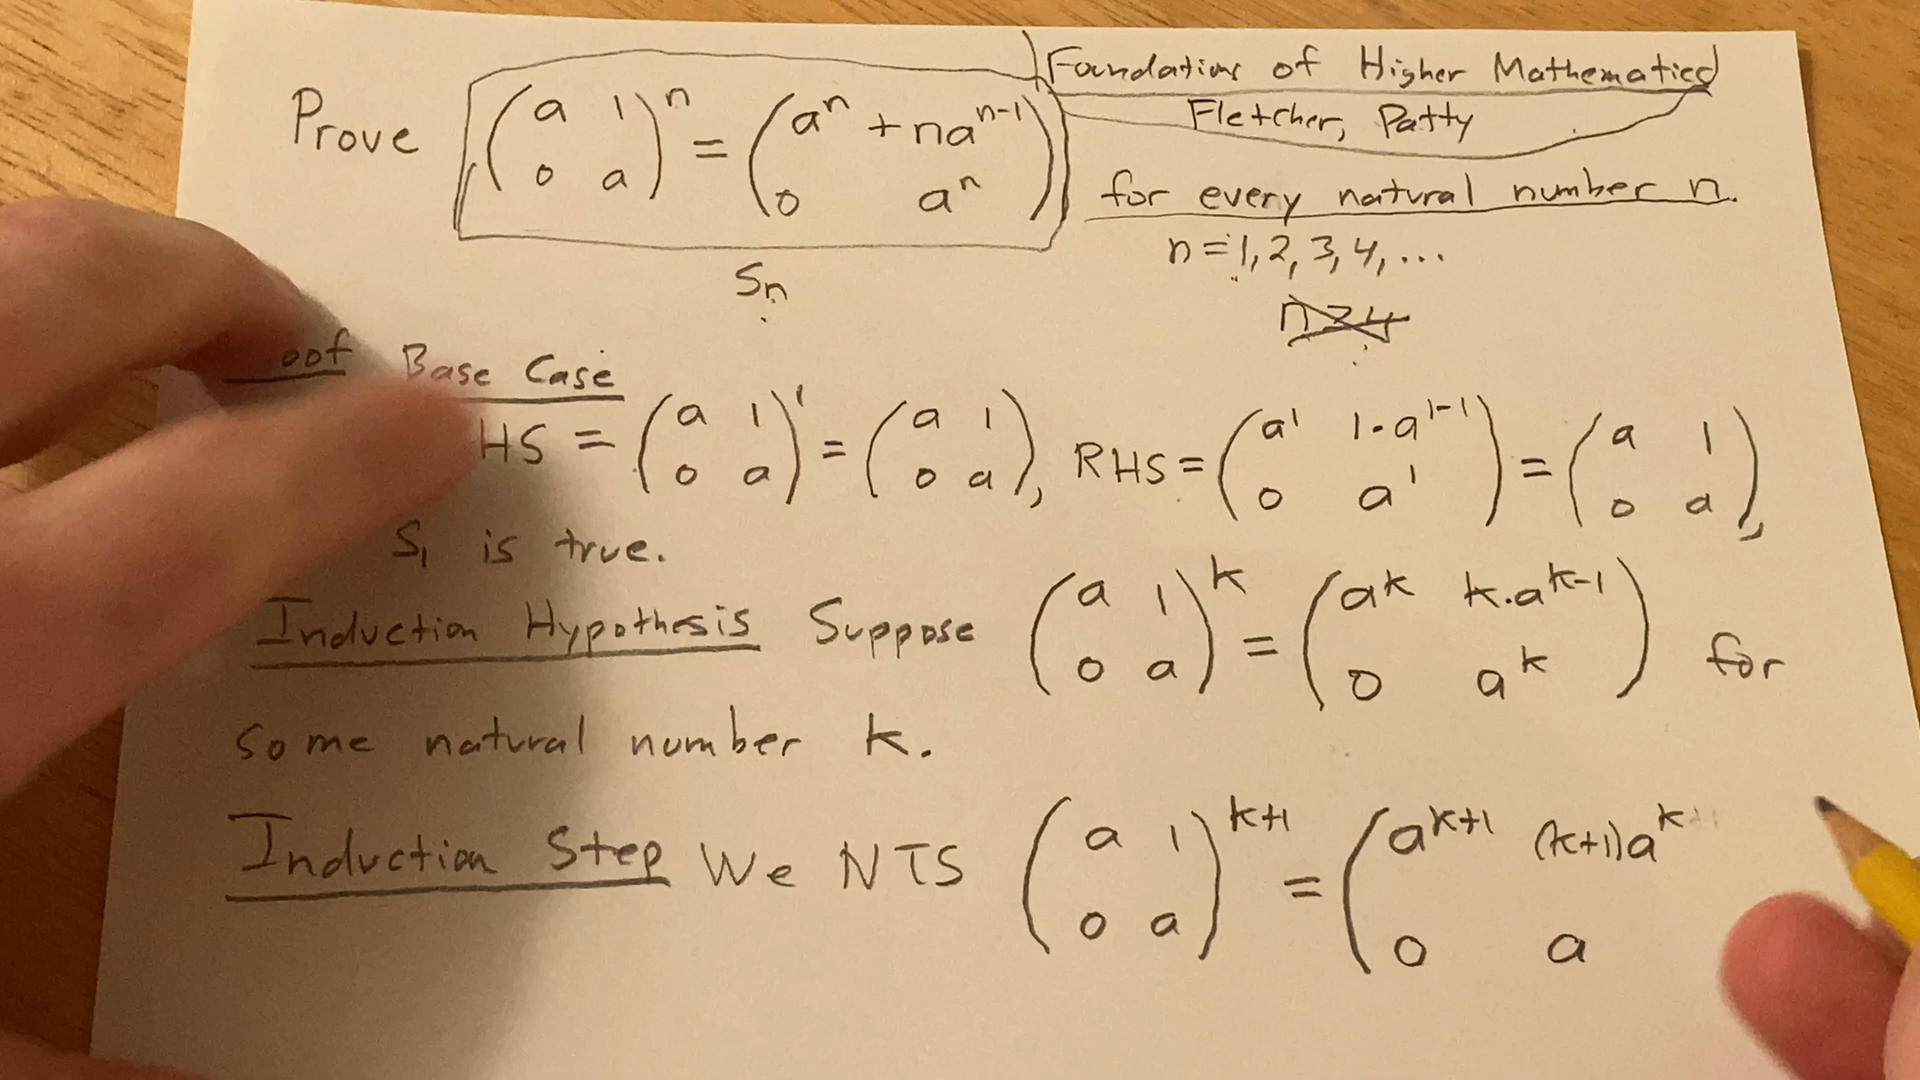 Foundations of Higher Mathematics
Fletcher, Patty
Prove (a 1; 0 a)^n = (a^n + na^{n-1}; 0 a^n)
for every natural number n.
n = 1, 2, 3, 4, ...
Sn
n ≥ 4
oof Base Case
HS = (a 1; 0 a)^1 = (a 1; 0 a), RHS = (a^1 1·a^{1-1}; 0 a^1) = (a 1; 0 a),
S₁ is true.
Induction Hypothesis Suppose (a 1; 0 a)^k = (a^k k·a^{k-1}; 0 a^k) for
some natural number k.
Induction Step We NTS (a 1; 0 a)^{k+1} = (a^{k+1} (k+1)a^k; 0 a